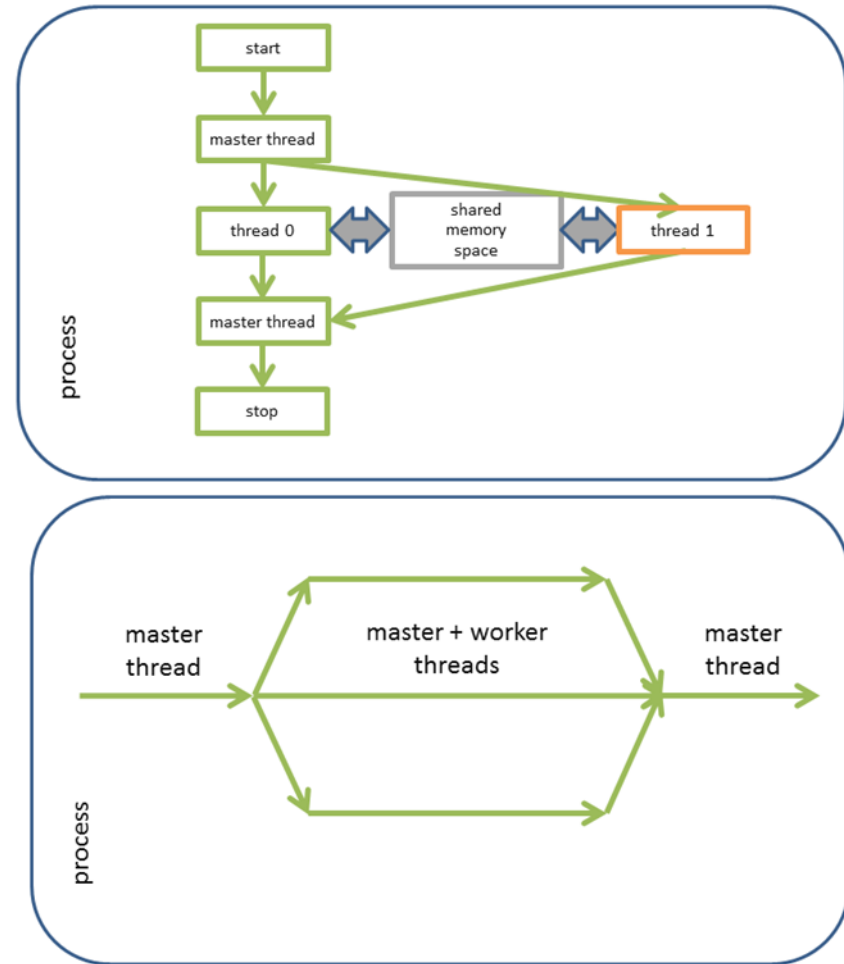 start
master thread
thread 0
shared
memory
space
thread 1
master thread
stop
process
master
thread
master + worker
threads
master
thread
process